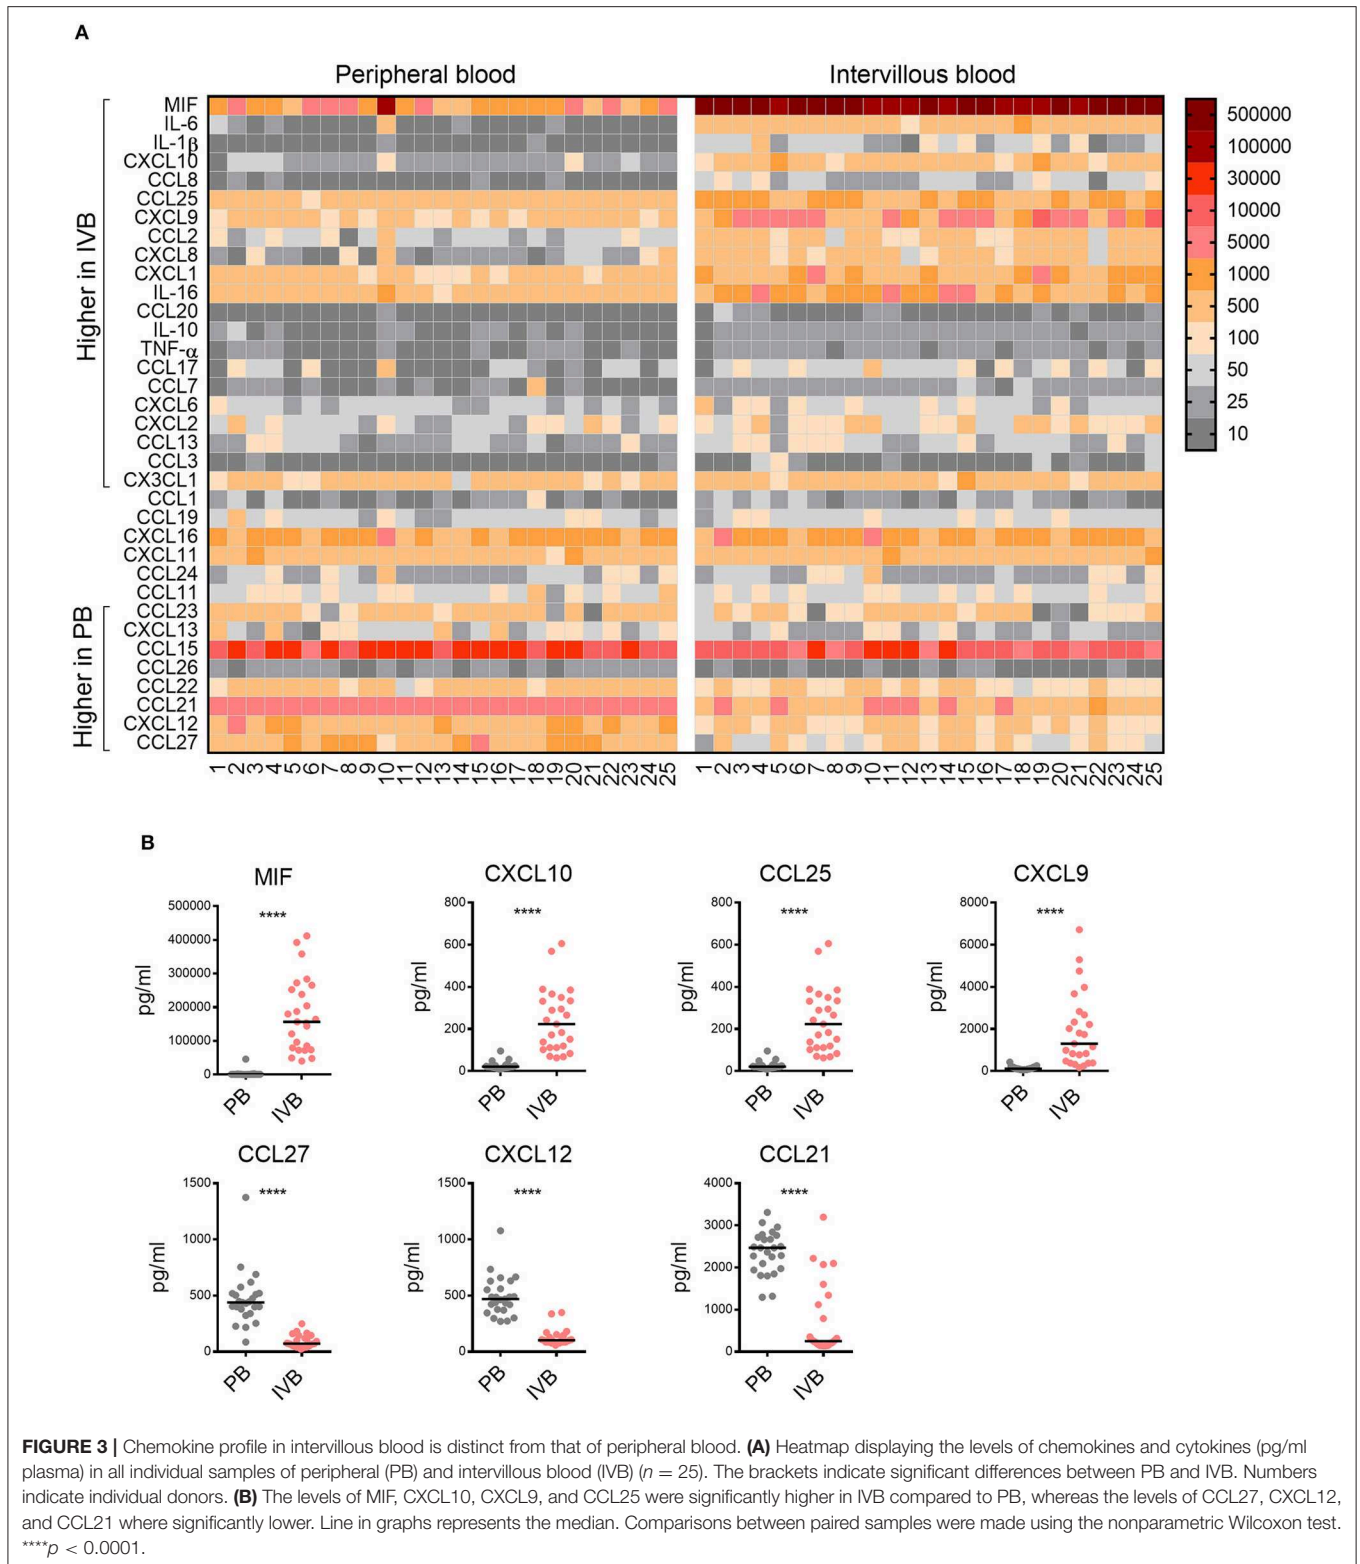 A
Peripheral blood
Intervillous blood
Higher in IVB
Higher in PB
MIF
IL-6
IL-1β
CXCL10
CCL8
CCL25
CXCL9
CCL2
CXCL8
CXCL1
IL-16
CCL20
IL-10
TNF-α
CCL17
CCL7
CXCL6
CXCL2
CCL13
CCL3
CX3CL1
CCL1
CCL19
CXCL16
CXCL11
CCL24
CCL11
CCL23
CXCL13
CCL15
CCL26
CCL22
CCL21
CXCL12
CCL27
500000
100000
30000
10000
5000
1000
500
100
50
25
10
1 2 3 4 5 6 7 8 9 10 11 12 13 14 15 16 17 18 19 20 21 22 23 24 25
1 2 3 4 5 6 7 8 9 10 11 12 13 14 15 16 17 18 19 20 21 22 23 24 25
B
MIF
pg/ml
500000
400000
300000
200000
100000
0
****
PB
IVB
CXCL10
pg/ml
800
600
400
200
0
****
PB
IVB
CCL25
pg/ml
800
600
400
200
0
****
PB
IVB
CXCL9
pg/ml
8000
6000
4000
2000
0
****
PB
IVB
CCL27
pg/ml
1500
1000
500
0
****
PB
IVB
CXCL12
pg/ml
1500
1000
500
0
****
PB
IVB
CCL21
pg/ml
4000
3000
2000
1000
0
****
PB
IVB
FIGURE 3 | Chemokine profile in intervillous blood is distinct from that of peripheral blood. (A) Heatmap displaying the levels of chemokines and cytokines (pg/ml
plasma) in all individual samples of peripheral (PB) and intervillous blood (IVB) (n = 25). The brackets indicate significant differences between PB and IVB. Numbers
indicate individual donors. (B) The levels of MIF, CXCL10, CXCL9, and CCL25 were significantly higher in IVB compared to PB, whereas the levels of CCL27, CXCL12,
and CCL21 where significantly lower. Line in graphs represents the median. Comparisons between paired samples were made using the nonparametric Wilcoxon test.
****p < 0.0001.